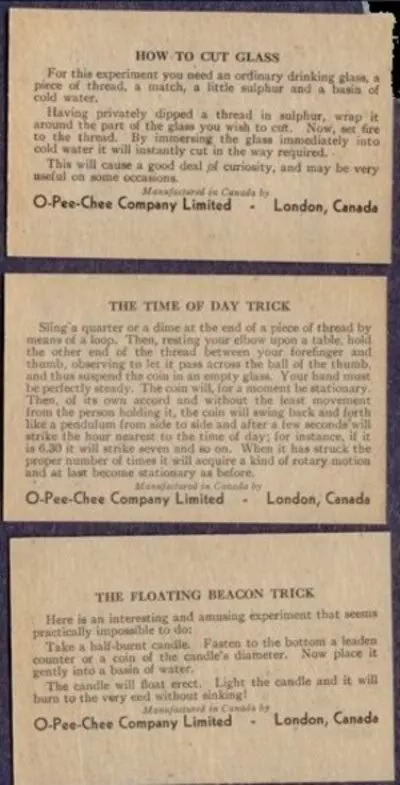 HOW TO CUT GLASS
For this experiment you need an ordinary drinking glass, a
piece of thread, a match, a little sulphur and a basin of
cold water.
Having privately dipped a thread in sulphur, wrap it
around the part of the glass you wish to cut. Now, set fire
to the thread. By immersing the glass immediately into
cold water it will instantly cut in the way required.
This will cause a good deal of curiosity, and may be very
useful on some occasions.
Manufactured in Canada by
O-Pee-Chee Company Limited - London, Canada
THE TIME OF DAY TRICK
Sling a quarter or a dime at the end of a piece of thread by
means of a loop. Then, resting your elbow upon a table, hold
the other end of the thread between your forefinger and
thumb, observing to let it pass across the ball of the thumb,
and thus suspend the coin in an empty glass. Your hand must
be perfectly steady. The coin will, for a moment be stationary.
Then, of its own accord and without the least movement
from the person holding it, the coin will swing back and forth
like a pendulum from side to side and after a few seconds will
strike the hour nearest to the time of day; for instance, if it
is 6.30 it will strike seven and so on. When it has struck the
proper number of times it will acquire a kind of rotary motion
and at last become stationary as before.
Manufactured in Canada by
O-Pee-Chee Company Limited - London, Canada
THE FLOATING BEACON TRICK
Here is an interesting and amusing experiment that seems
practically impossible to do:
Take a half-burnt candle. Fasten to the bottom a leaden
counter or a coin of the candle's diameter. Now place it
gently into a basin of water.
The candle will float erect. Light the candle and it will
burn to the very end without sinking!
Manufactured in Canada by
O-Pee-Chee Company Limited - London, Canada